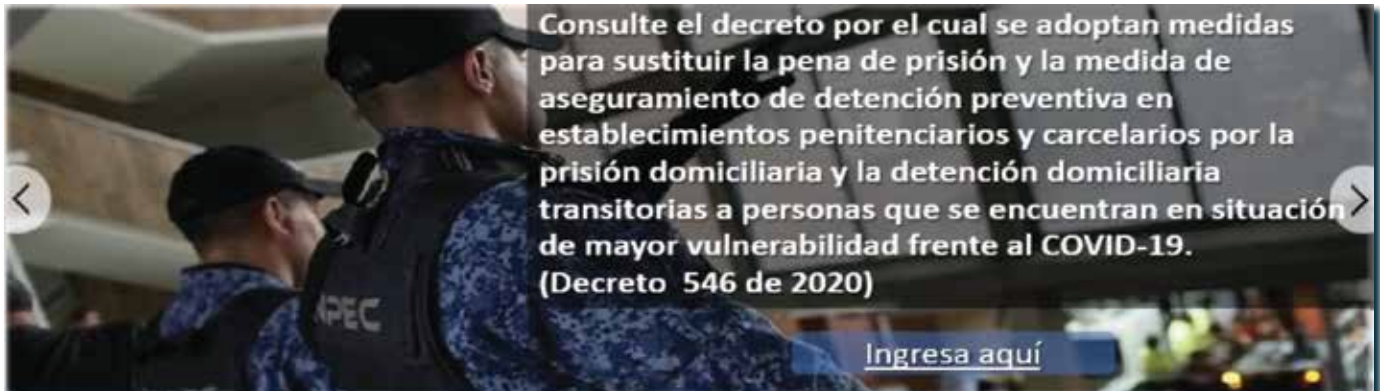 Consulte el decreto por el cual se adoptan medidas
para sustituir la pena de prisión y la medida de
aseguramiento de detención preventiva en
establecimientos penitenciarios y carcelarios por la
prisión domiciliaria y la detención domiciliaria
transitorias a personas que se encuentran en situación
de mayor vulnerabilidad frente al COVID-19.
(Decreto 546 de 2020)
NPEC
Ingresa aquí